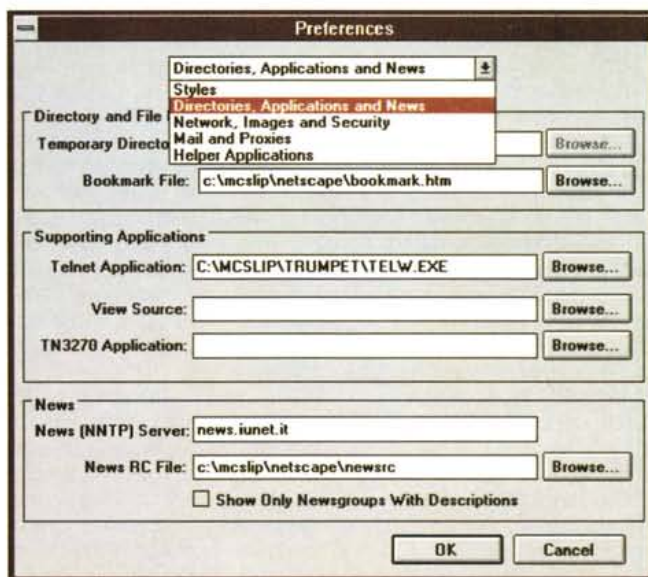 Preferences
Directories, Applications and News
Styles
Directories, Applications and News
Network, Images and Security
Mail and Proxies
Helper Applications
Directory and File
Temporary Directo
Browse...
Bookmark File: c:\mcslip\netscape\bookmark.htm Browse...
Supporting Applications
Telnet Application: C:\MCSLIP\TRUMPET\TELW.EXE Browse...
View Source: Browse...
TN3270 Application: Browse...
News
News (NNTP) Server: news.iunet.it
News RC File: c:\mcslip\netscape\newsrc Browse...
Show Only Newsgroups With Descriptions
OK Cancel